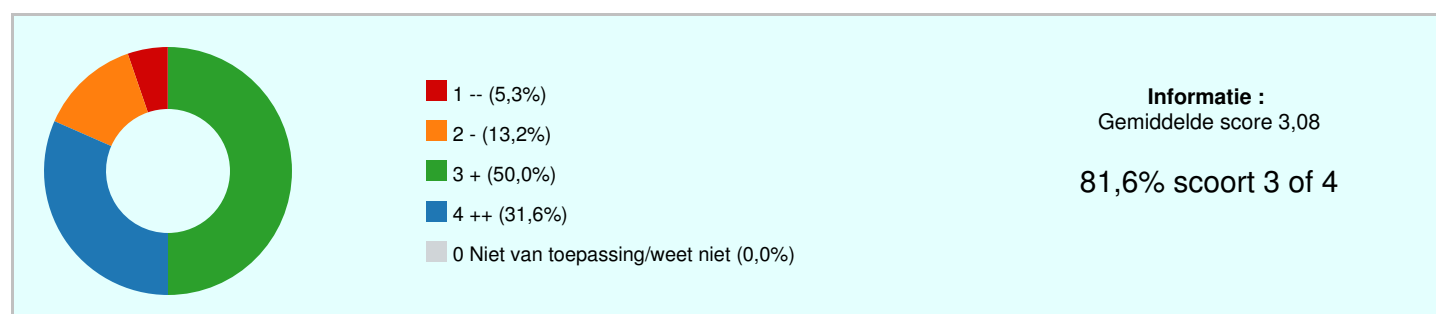 1 -- (5,3%)
2 - (13,2%)
3 + (50,0%)
4 ++ (31,6%)
0 Niet van toepassing/weet niet (0,0%)
Informatie :
Gemiddelde score 3,08
81,6% scoort 3 of 4